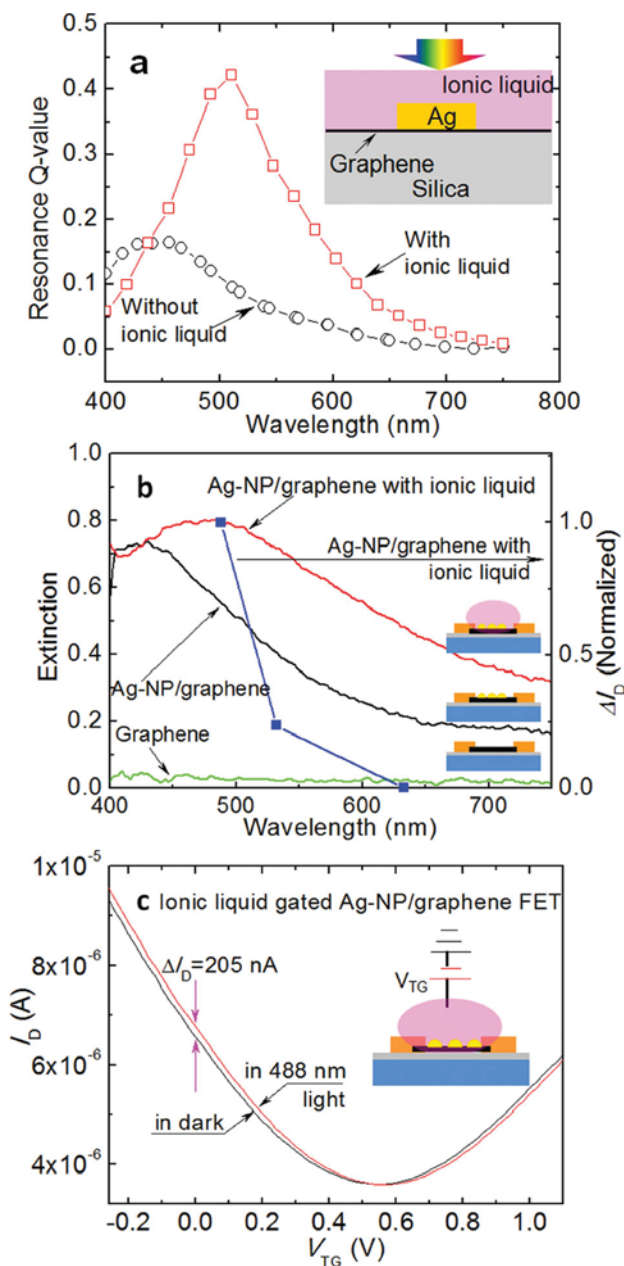 a
Resonance Q-value
0.5
0.4
0.3
0.2
0.1
0.0
Ionic liquid
Ag
Graphene
Silica
With
ionic liquid
Without
ionic liquid
400 500 600 700 800
Wavelength (nm)
b
Extinction
1.0
0.8
0.6
0.4
0.2
0.0
Ag-NP/graphene with ionic liquid
Ag-NP/graphene with
ionic liquid
Ag-NP/graphene
Graphene
1.0
0.5
0.0
ΔI_D (Normalized)
400 500 600 700
Wavelength (nm)
c Ionic liquid gated Ag-NP/graphene FET
I_D (A)
1x10⁻⁵
8x10⁻⁶
6x10⁻⁶
4x10⁻⁶
ΔI_D=205 nA
V_TG
in 488 nm
light
in dark
-0.2 0.0 0.2 0.4 0.6 0.8 1.0
V_TG (V)